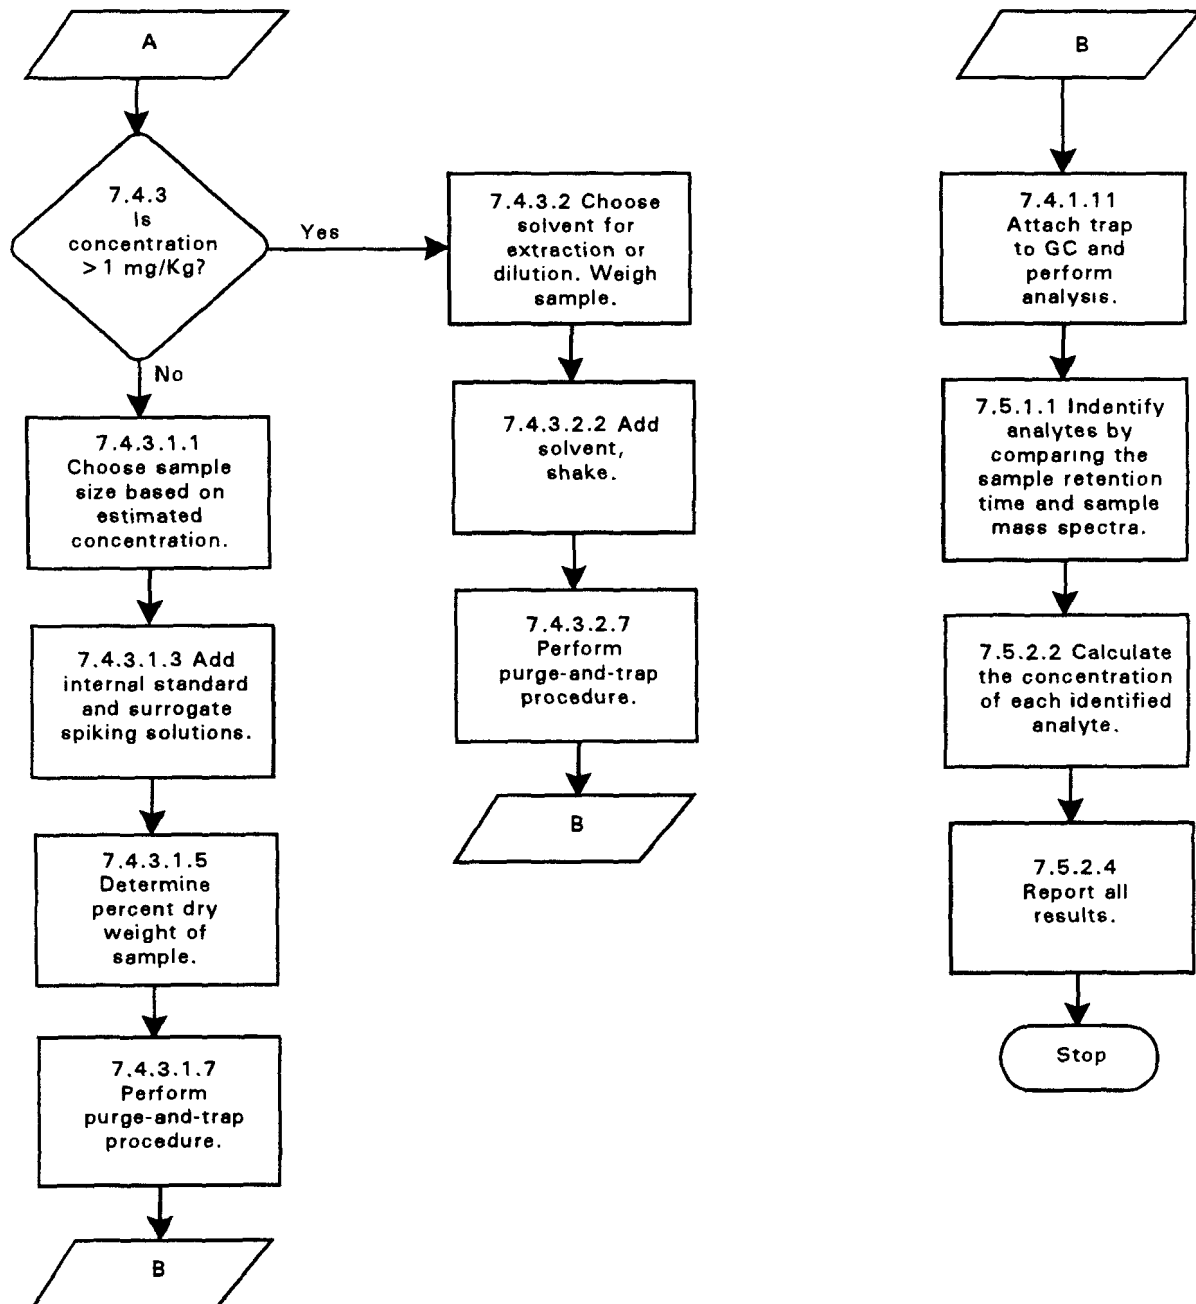 A
7.4.3
Is
concentration
> 1 mg/Kg?
Yes
No
7.4.3.1.1
Choose sample
size based on
estimated
concentration.
7.4.3.1.3 Add
internal standard
and surrogate
spiking solutions.
7.4.3.1.5
Determine
percent dry
weight of
sample.
7.4.3.1.7
Perform
purge-and-trap
procedure.
B
7.4.3.2 Choose
solvent for
extraction or
dilution. Weigh
sample.
7.4.3.2.2 Add
solvent,
shake.
7.4.3.2.7
Perform
purge-and-trap
procedure.
B
B
7.4.1.11
Attach trap
to GC and
perform
analysis.
7.5.1.1 Indentify
analytes by
comparing the
sample retention
time and sample
mass spectra.
7.5.2.2 Calculate
the concentration
of each identified
analyte.
7.5.2.4
Report all
results.
Stop